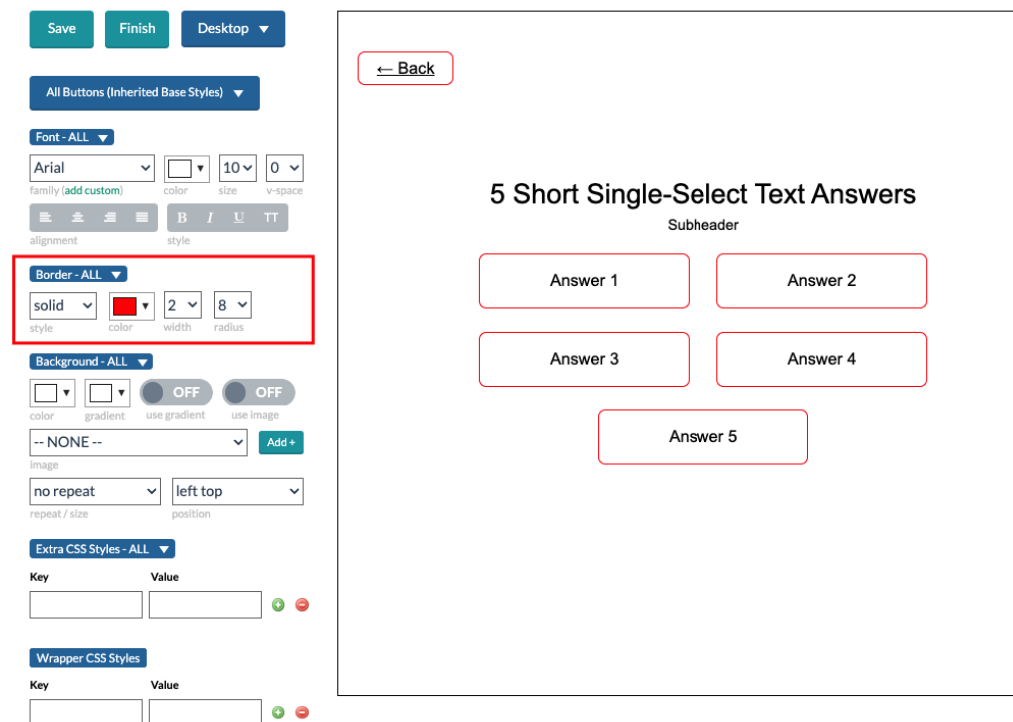 Save Finish Desktop
All Buttons (Inherited Base Styles)
Font - ALL
Arial 10 0
family (add custom) color size v-space
B I U TT
alignment style
Border - ALL
solid 2 8
style color width radius
Background - ALL
OFF OFF
color gradient use gradient use image
-- NONE -- Add +
image
no repeat left top
repeat / size position
Extra CSS Styles - ALL
Key Value
Wrapper CSS Styles
Key Value
← Back
5 Short Single-Select Text Answers
Subheader
Answer 1 Answer 2
Answer 3 Answer 4
Answer 5